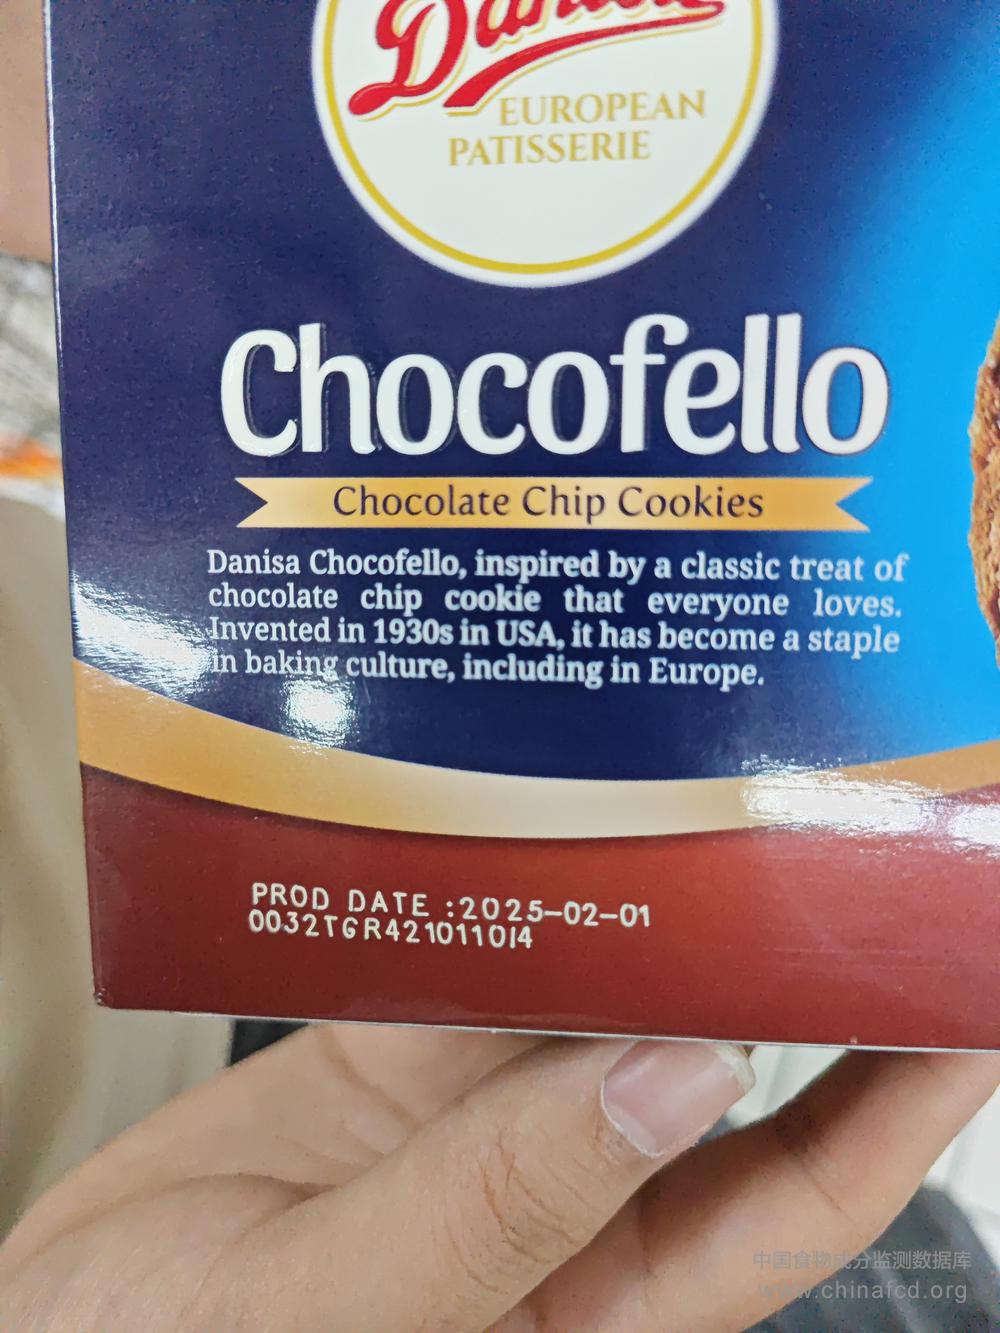 Danisa
EUROPEAN
PATISSERIE
Chocofello
Chocolate Chip Cookies
Danisa Chocofello, inspired by a classic treat of
chocolate chip cookie that everyone loves.
Invented in 1930s in USA, it has become a staple
in baking culture, including in Europe.
PROD DATE :2025-02-01
0032TGR421011014
中国食物成分监测数据库
www.chinafcd.org